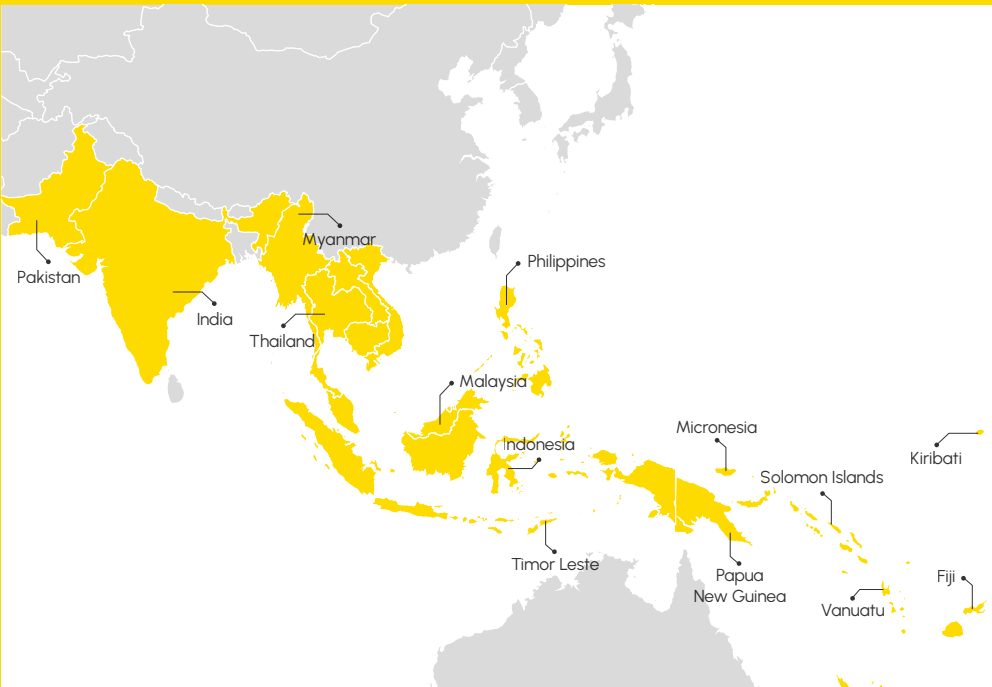 Myanmar
Philippines
Pakistan
India
Thailand
Malaysia
Micronesia
Indonesia
Kiribati
Solomon Islands
Timor Leste
Papua
New Guinea
Fiji
Vanuatu